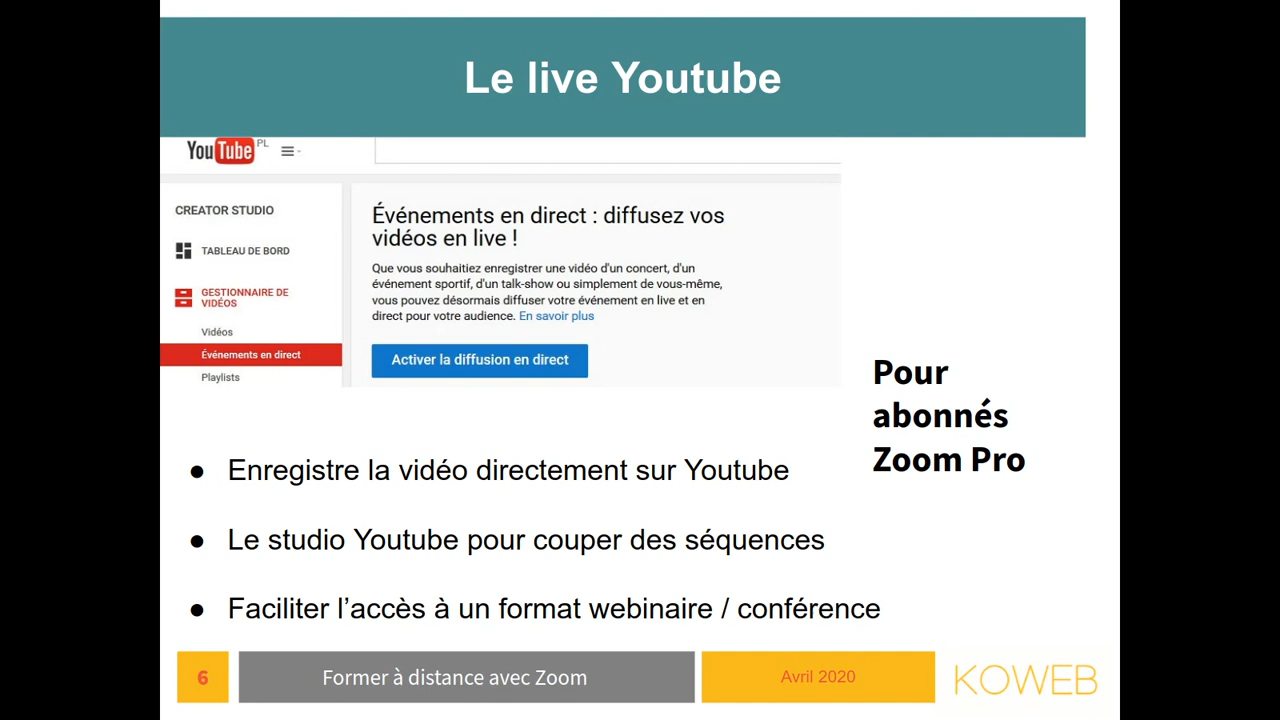 Le live Youtube
YouTube PL
CREATOR STUDIO
TABLEAU DE BORD
GESTIONNAIRE DE
VIDÉOS
Vidéos
Événements en direct
Playlists
Événements en direct : diffusez vos
vidéos en live !
Que vous souhaitiez enregistrer une vidéo d'un concert, d'un
événement sportif, d'un talk-show ou simplement de vous-même,
vous pouvez désormais diffuser votre événement en live et en
direct pour votre audience. En savoir plus
Activer la diffusion en direct
Pour
abonnés
Zoom Pro
● Enregistre la vidéo directement sur Youtube
● Le studio Youtube pour couper des séquences
● Faciliter l’accès à un format webinaire / conférence
6
Former à distance avec Zoom
Avril 2020
KOWEB